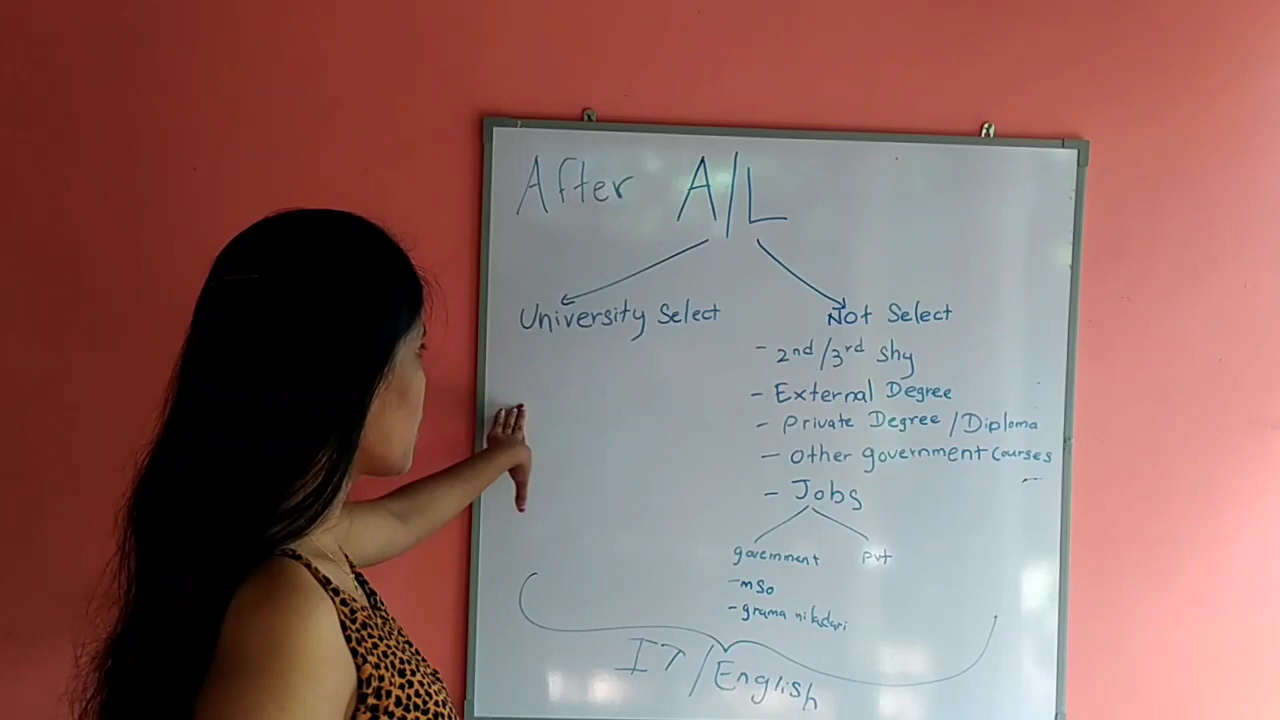 After A/L
University Select
Not Select
- 2nd/3rd Shy
- External Degree
- Private Degree/Diploma
- Other government courses
- Jobs
government
pvt
- mso
- grama niladari
IT/English